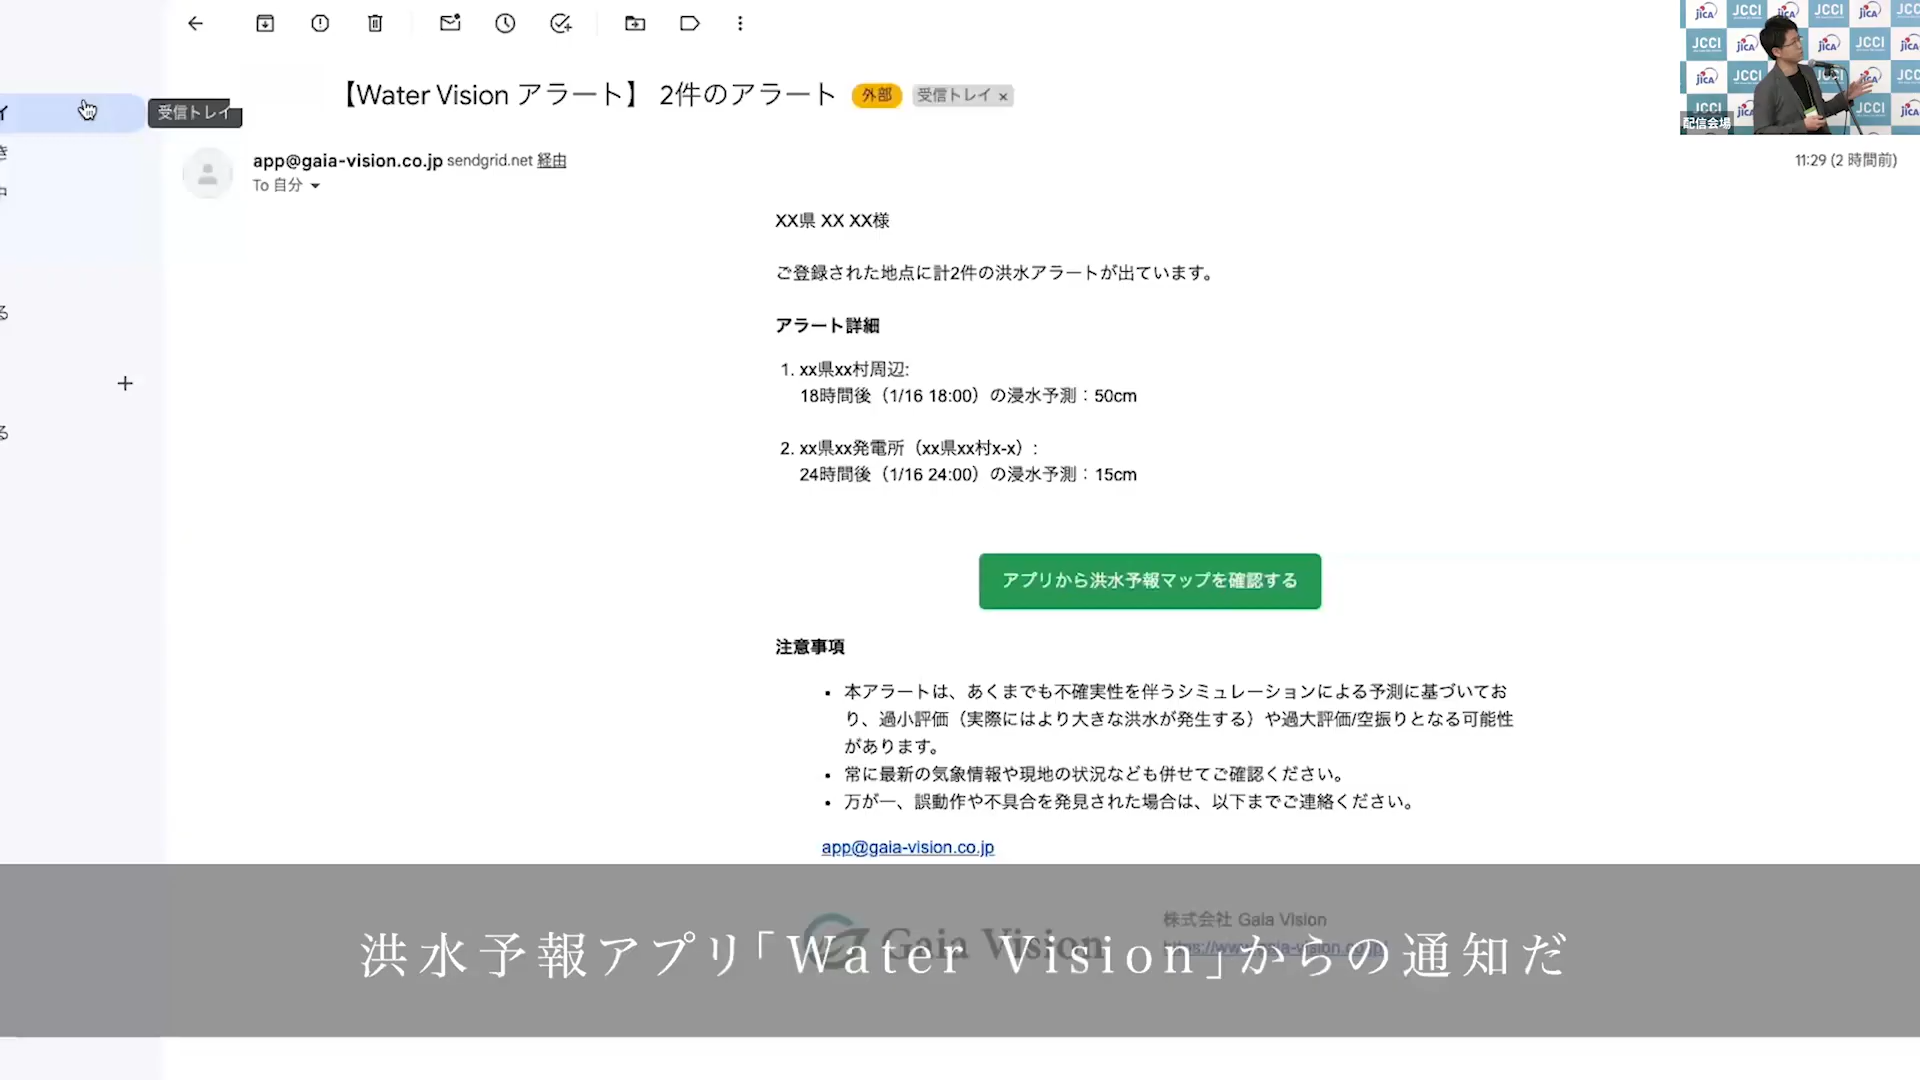 【Water Vision アラート】 2件のアラート 外部 受信トレイ ×
受信トレイ
app@gaia-vision.co.jp sendgrid.net 経由
To 自分
11:29 (2 時間前)
JCCI
JICA
配信会場
XX県 XX XX様
ご登録された地点に計2件の洪水アラートが出ています。
アラート詳細
1. xx県xx村周辺:
18時間後（1/16 18:00）の浸水予測：50cm
2. xx県xx発電所（xx県xx村x-x）:
24時間後（1/16 24:00）の浸水予測：15cm
アプリから洪水予報マップを確認する
注意事項
• 本アラートは、あくまでも不確実性を伴うシミュレーションによる予測に基づいてお
り、過小評価（実際にはより大きな洪水が発生する）や過大評価/空振りとなる可能性
があります。
• 常に最新の気象情報や現地の状況なども併せてご確認ください。
• 万が一、誤動作や不具合を発見された場合は、以下までご連絡ください。
app@gaia-vision.co.jp
Gaia Vision
株式会社 Gaia Vision
洪水予報アプリ「Water Vision」からの通知だ